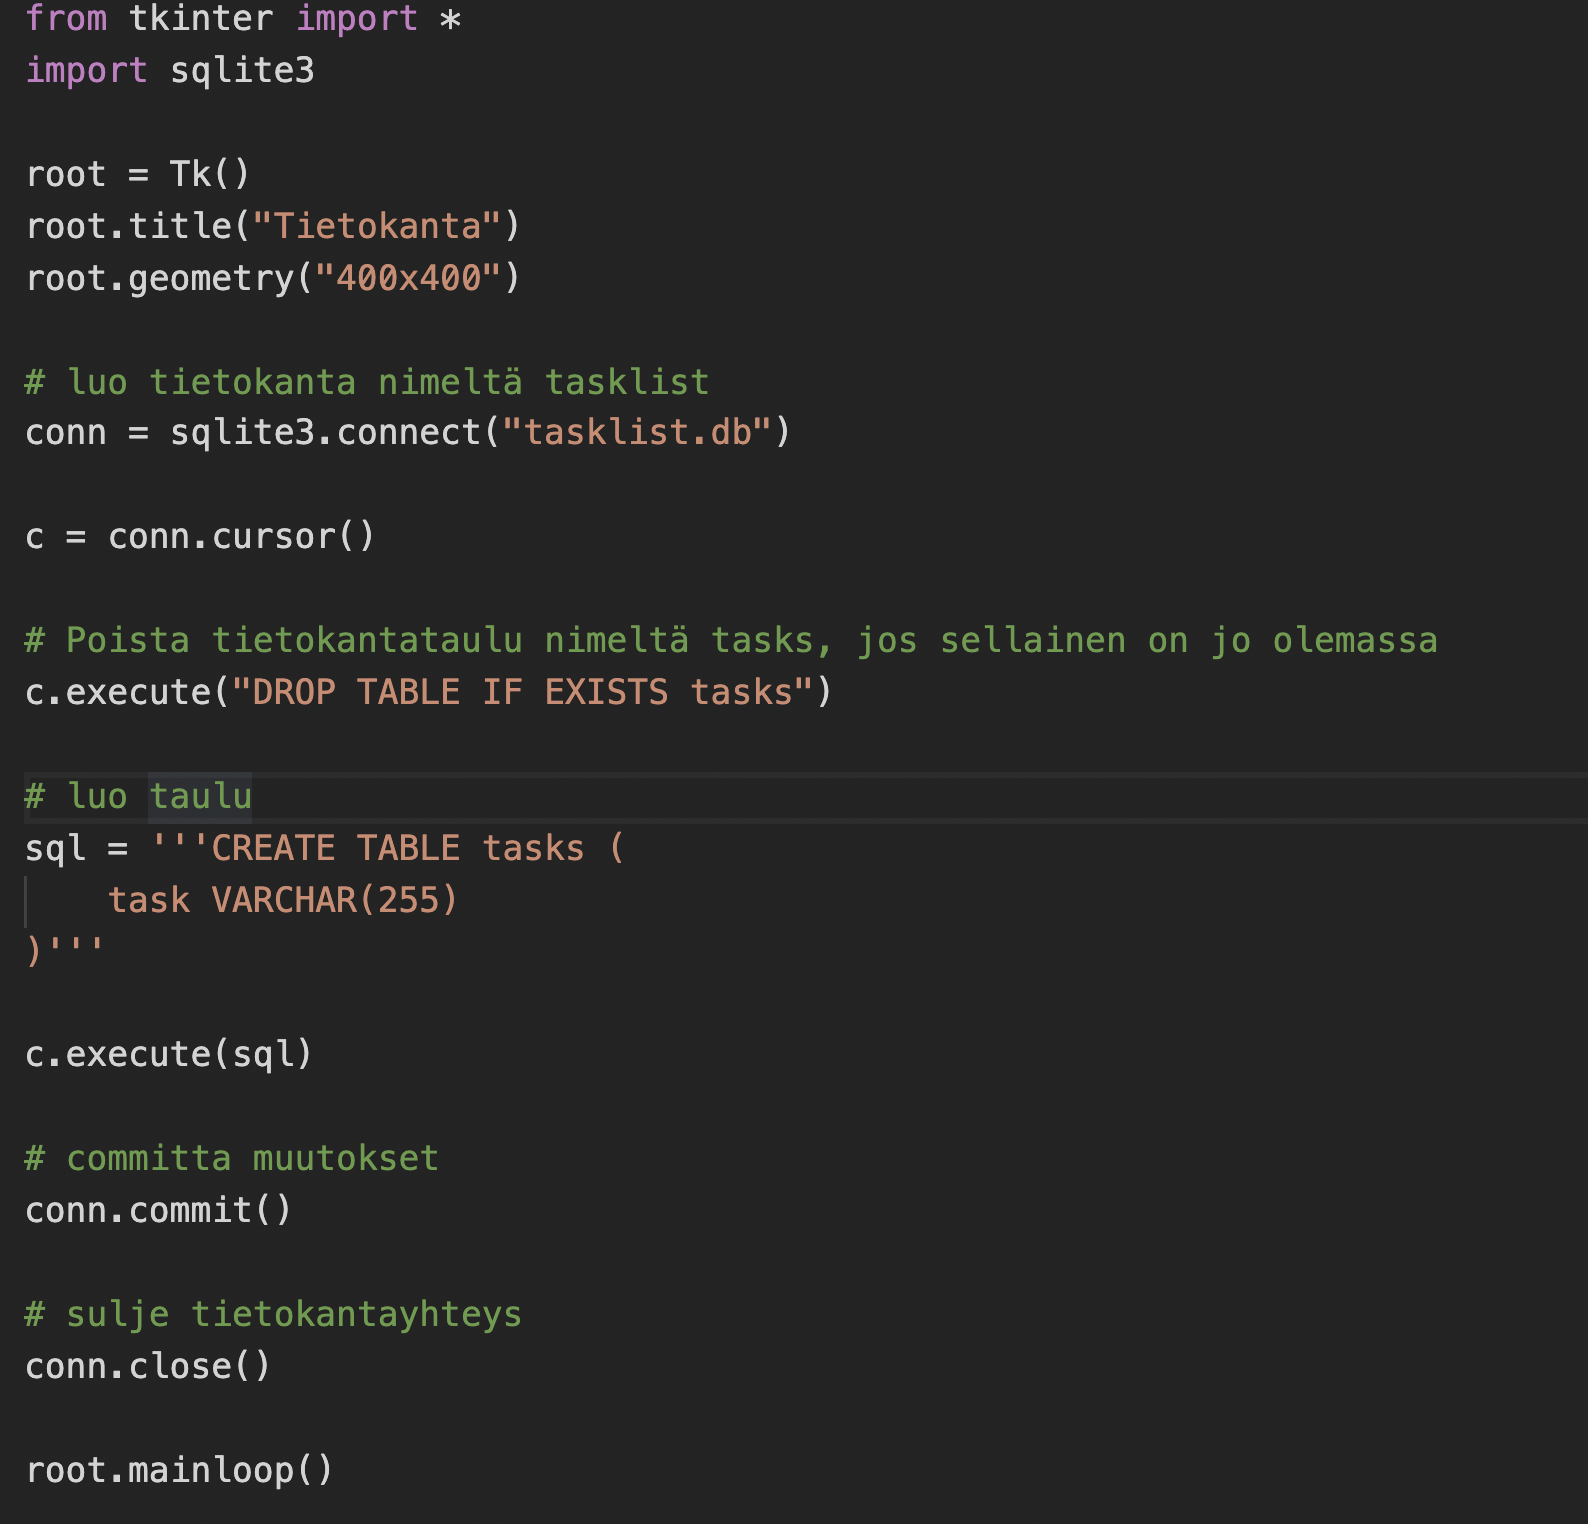 from tkinter import *
import sqlite3
root = Tk()
root.title("Tietokanta")
root.geometry("400x400")
# luo tietokanta nimeltä tasklist
conn = sqlite3.connect("tasklist.db")
c = conn.cursor()
# Poista tietokantataulu nimeltä tasks, jos sellainen on jo olemassa
c.execute("DROP TABLE IF EXISTS tasks")
# luo taulu
sql = '''CREATE TABLE tasks (
    task VARCHAR(255)
)'''
c.execute(sql)
# committa muutokset
conn.commit()
# sulje tietokantayhteys
conn.close()
root.mainloop()